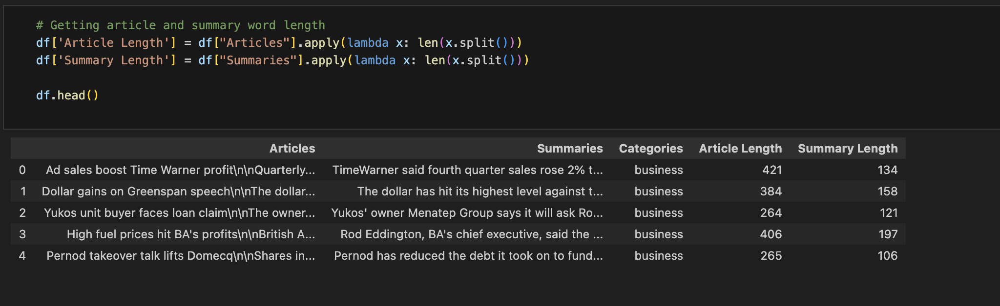 # Getting article and summary word length
df['Article Length'] = df["Articles"].apply(lambda x: len(x.split()))
df['Summary Length'] = df["Summaries"].apply(lambda x: len(x.split()))
df.head()
Articles Summaries Categories Article Length Summary Length
0 Ad sales boost Time Warner profit\n\nQuarterly... TimeWarner said fourth quarter sales rose 2% t... business 421 134
1 Dollar gains on Greenspan speech\n\nThe dollar... The dollar has hit its highest level against t... business 384 158
2 Yukos unit buyer faces loan claim\n\nThe owner... Yukos' owner Menatep Group says it will ask Ro... business 264 121
3 High fuel prices hit BA's profits\n\nBritish A... Rod Eddington, BA's chief executive, said the ... business 406 197
4 Pernod takeover talk lifts Domecq\n\nShares in... Pernod has reduced the debt it took on to fund... business 265 106